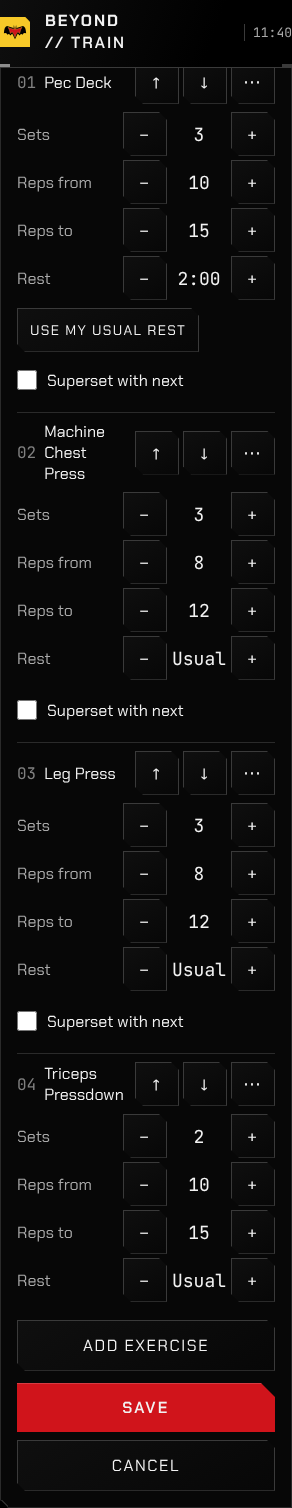 BEYOND
// TRAIN
11:40
01 Pec Deck ↑ ↓ ···
Sets − 3 +
Reps from − 10 +
Reps to − 15 +
Rest − 2:00 +
USE MY USUAL REST
Superset with next
02 Machine Chest Press ↑ ↓ ···
Sets − 3 +
Reps from − 8 +
Reps to − 12 +
Rest − Usual +
Superset with next
03 Leg Press ↑ ↓ ···
Sets − 3 +
Reps from − 8 +
Reps to − 12 +
Rest − Usual +
Superset with next
04 Triceps Pressdown ↑ ↓ ···
Sets − 2 +
Reps from − 10 +
Reps to − 15 +
Rest − Usual +
ADD EXERCISE
SAVE
CANCEL